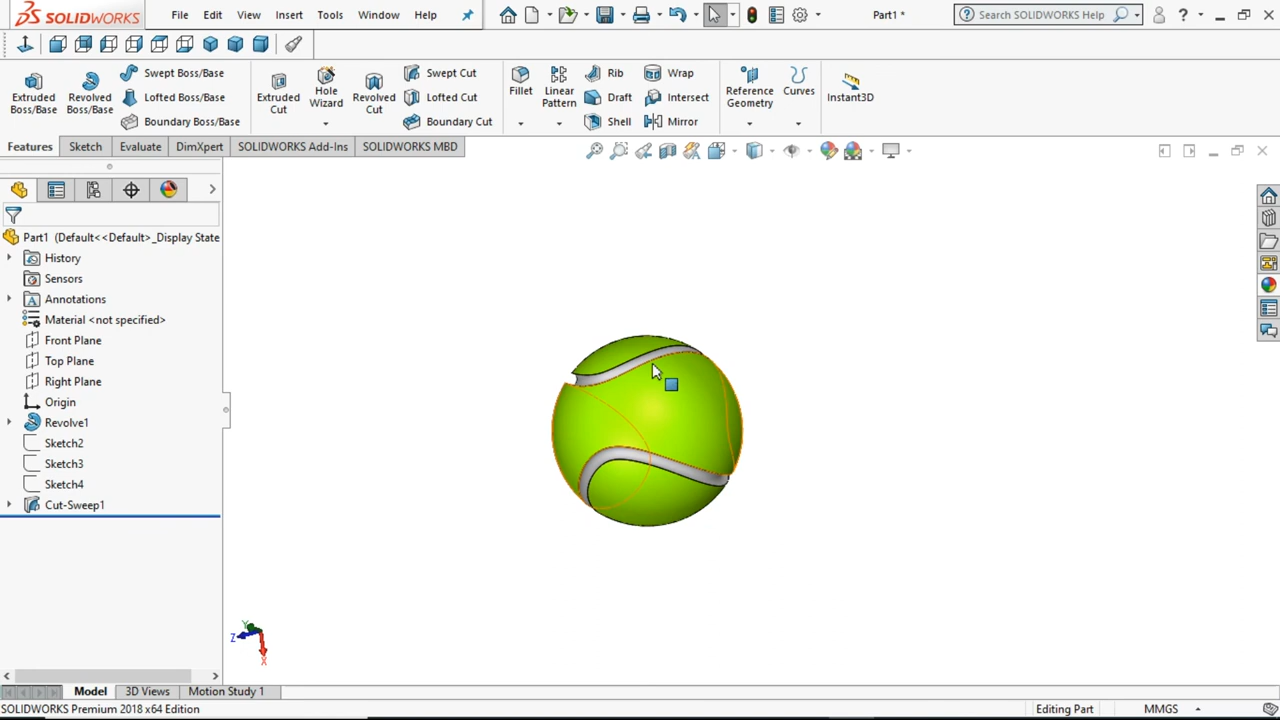 SOLIDWORKS File Edit View Insert Tools Window Help Part1 * Search SOLIDWORKS Help ?
Extruded Boss/Base
Revolved Boss/Base
Swept Boss/Base
Lofted Boss/Base
Boundary Boss/Base
Extruded Cut
Hole Wizard
Revolved Cut
Swept Cut
Lofted Cut
Boundary Cut
Fillet
Linear Pattern
Rib
Draft
Shell
Wrap
Intersect
Mirror
Reference Geometry
Curves
Instant3D
Features Sketch Evaluate DimXpert SOLIDWORKS Add-Ins SOLIDWORKS MBD
Part1 (Default<<Default>_Display State
History
Sensors
Annotations
Material <not specified>
Front Plane
Top Plane
Right Plane
Origin
Revolve1
Sketch2
Sketch3
Sketch4
Cut-Sweep1
Y
Z
X
Model 3D Views Motion Study 1
SOLIDWORKS Premium 2018 x64 Edition Editing Part MMGS